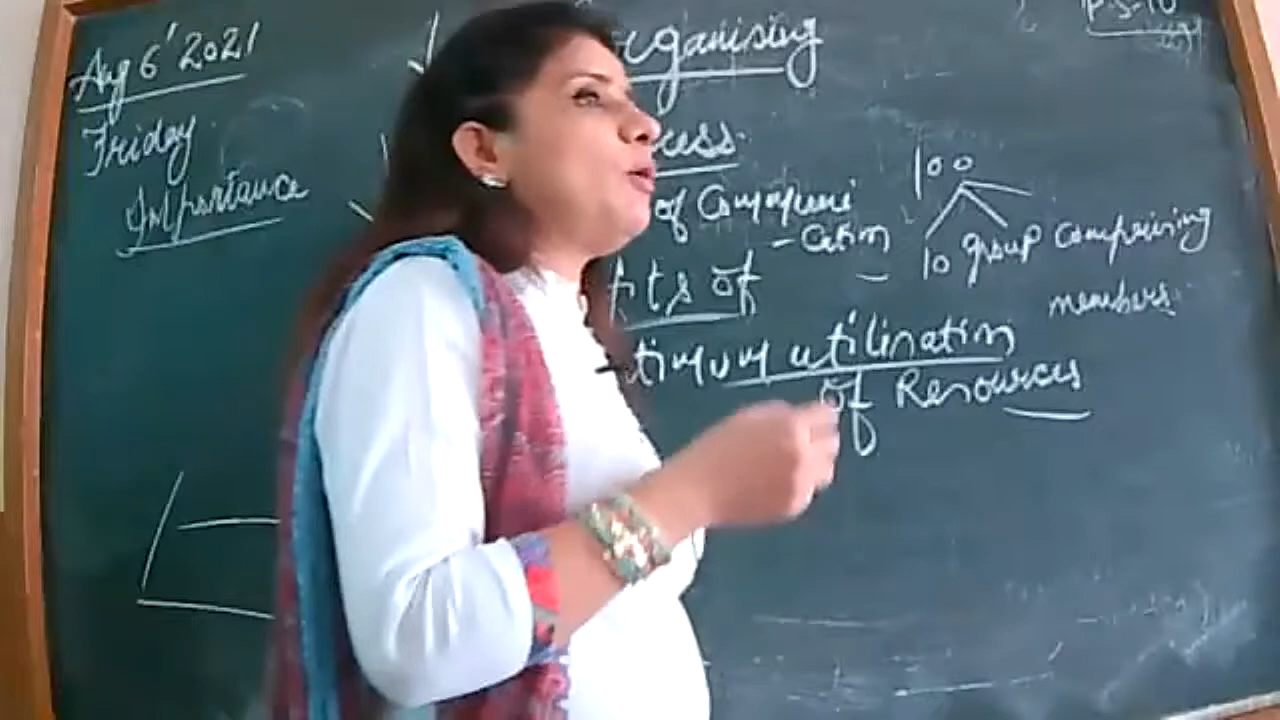 Aug 6' 2021
Friday
Importance
rganising
cess
of Communi
-cation
pts of
timum utilisation
of Resources
100
10 group comprising
members